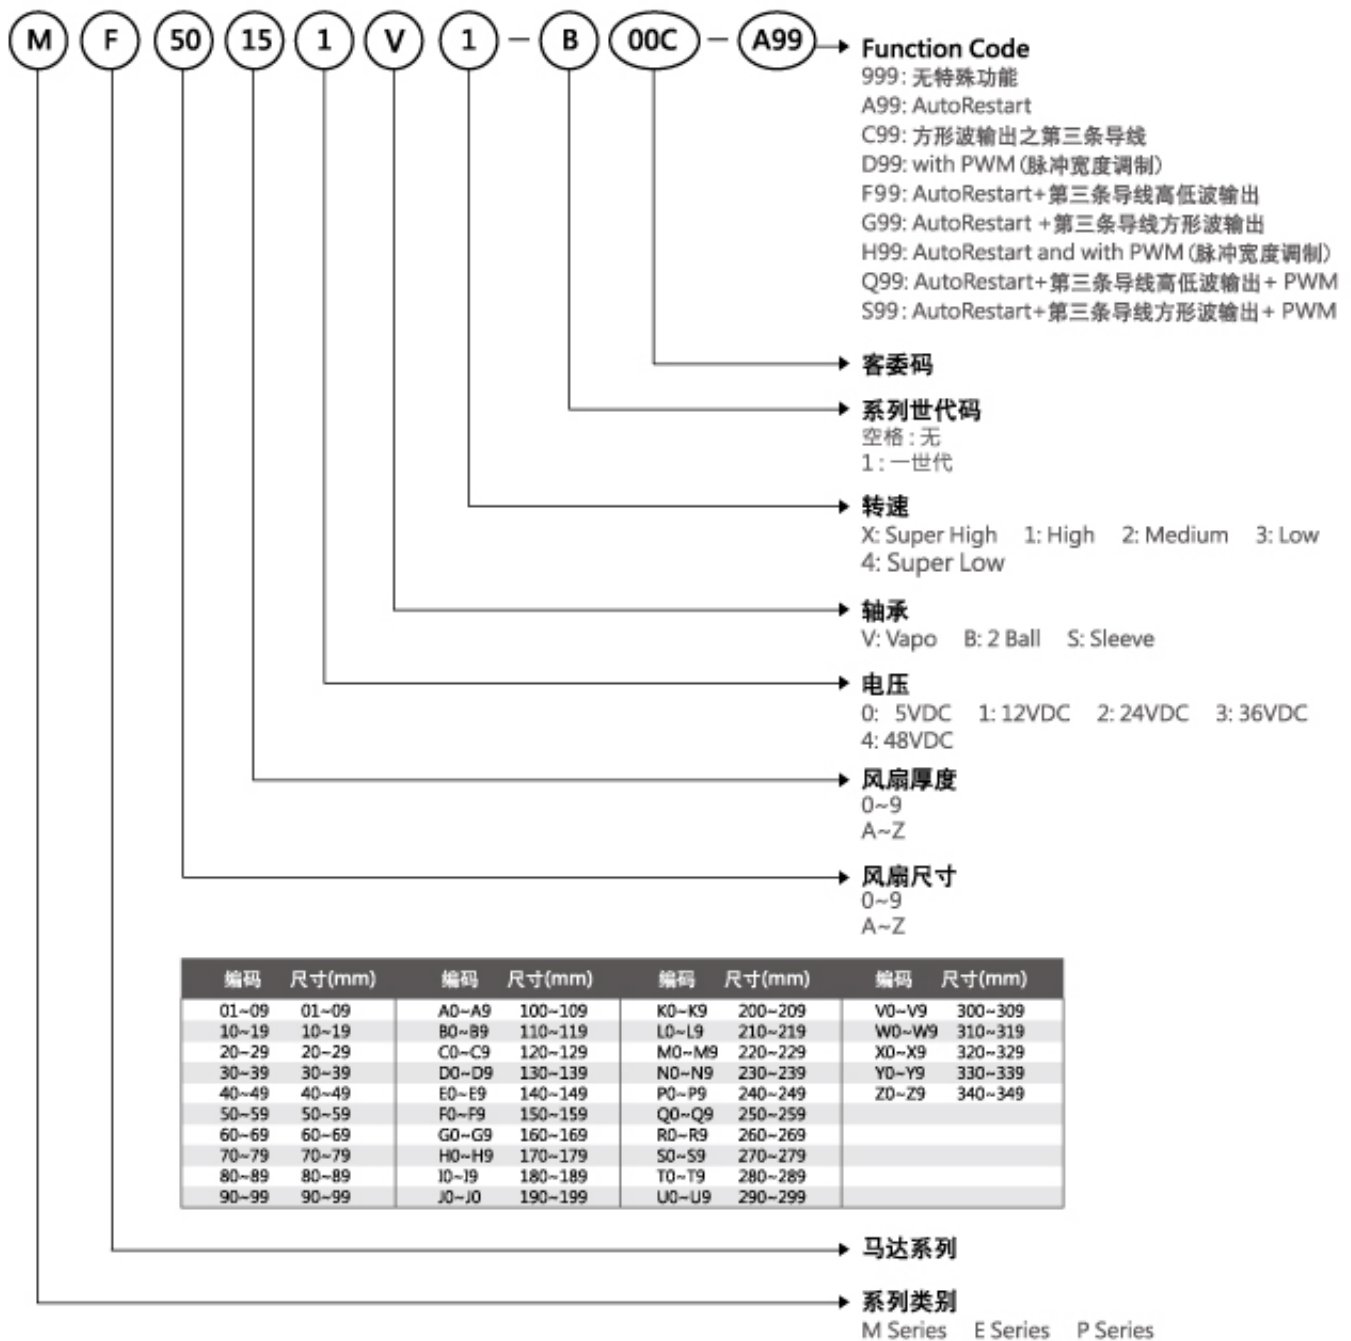 M F 50 15 1 V 1 – B 00C – A99
Function Code
999: 无特殊功能
A99: AutoRestart
C99: 方形波输出之第三条导线
D99: with PWM (脉冲宽度调制)
F99: AutoRestart+第三条导线高低波输出
G99: AutoRestart +第三条导线方形波输出
H99: AutoRestart and with PWM (脉冲宽度调制)
Q99: AutoRestart+第三条导线高低波输出+ PWM
S99: AutoRestart+第三条导线方形波输出+ PWM
客委码
系列世代码
空格 : 无
1 : 一世代
转速
X: Super High 1: High 2: Medium 3: Low
4: Super Low
轴承
V: Vapo B: 2 Ball S: Sleeve
电压
0: 5VDC 1: 12VDC 2: 24VDC 3: 36VDC
4: 48VDC
风扇厚度
0~9
A~Z
风扇尺寸
0~9
A~Z
编码 尺寸(mm) 编码 尺寸(mm) 编码 尺寸(mm) 编码 尺寸(mm)
01~09 01~09 A0~A9 100~109 K0~K9 200~209 V0~V9 300~309
10~19 10~19 B0~B9 110~119 L0~L9 210~219 W0~W9 310~319
20~29 20~29 C0~C9 120~129 M0~M9 220~229 X0~X9 320~329
30~39 30~39 D0~D9 130~139 N0~N9 230~239 Y0~Y9 330~339
40~49 40~49 E0~E9 140~149 P0~P9 240~249 Z0~Z9 340~349
50~59 50~59 F0~F9 150~159 Q0~Q9 250~259
60~69 60~69 G0~G9 160~169 R0~R9 260~269
70~79 70~79 H0~H9 170~179 S0~S9 270~279
80~89 80~89 I0~I9 180~189 T0~T9 280~289
90~99 90~99 J0~J0 190~199 U0~U9 290~299
马达系列
系列类别
M Series E Series P Series